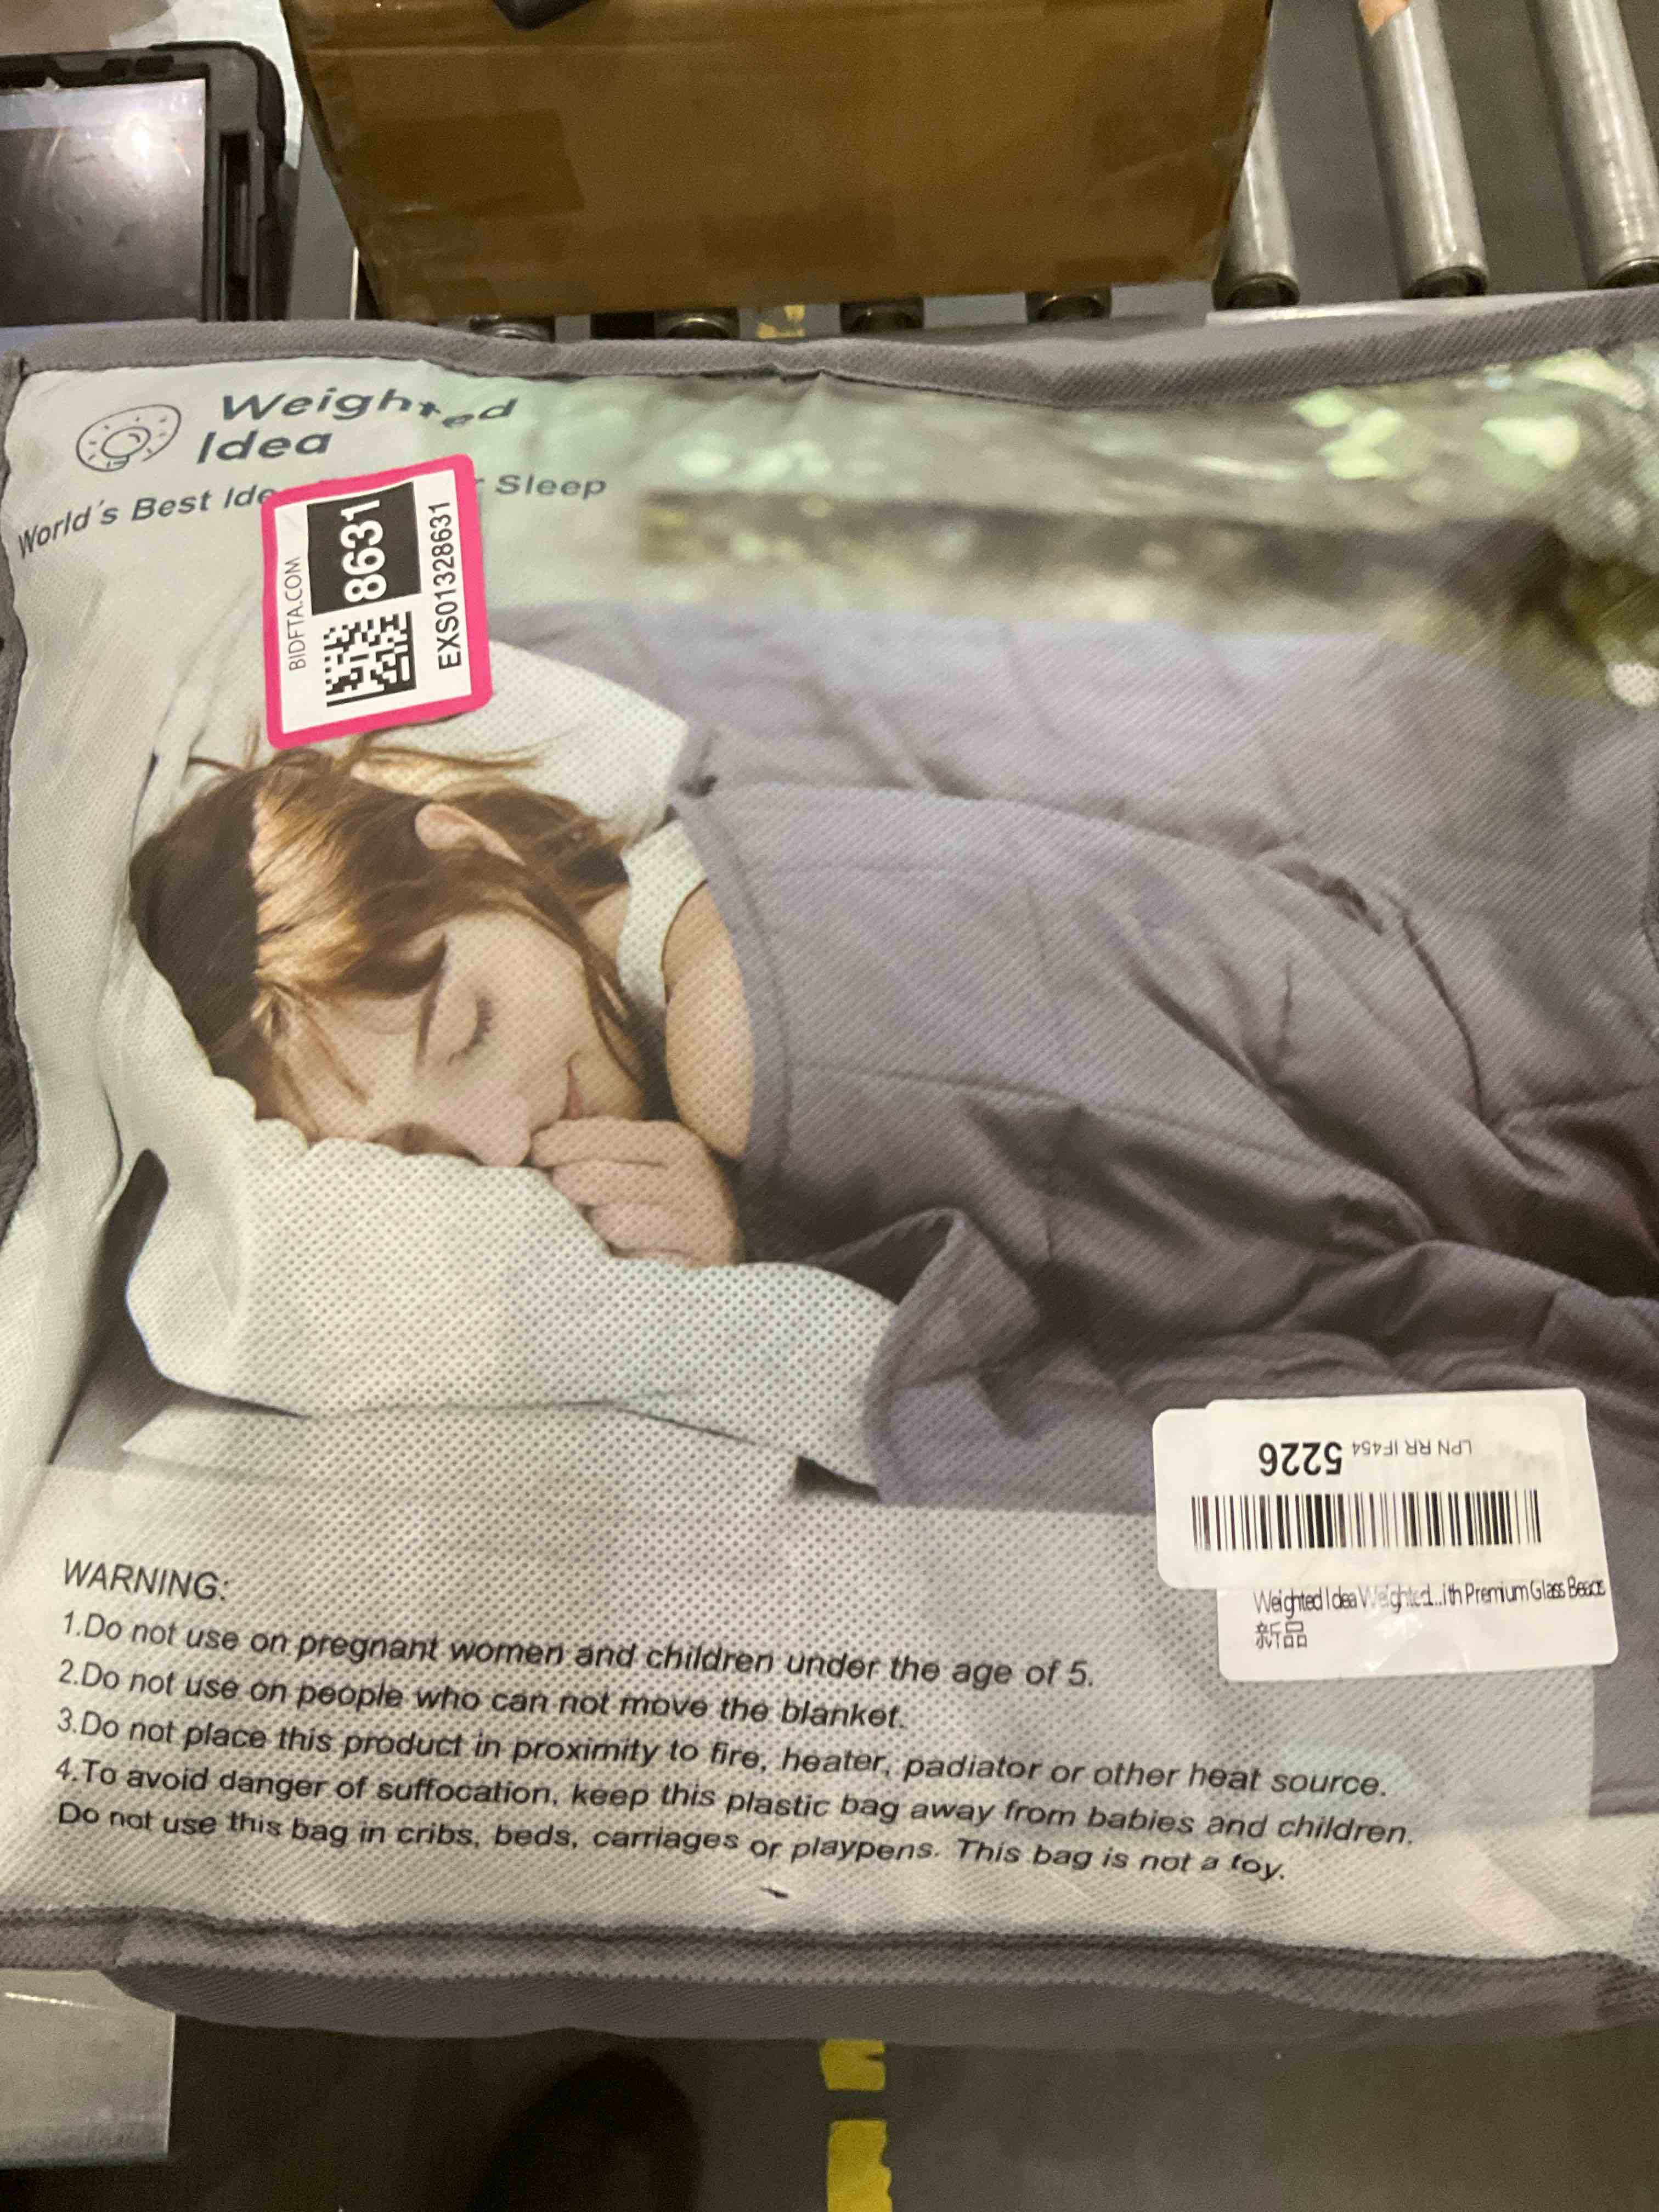 Weighted
Idea
World's Best Ide Sleep
BIDFTA.COM
8631
EXS01328631
LPN RR IF454 5226
Weighted Idea Weighted...ith Premium Glass Beads
新品
WARNING:
1.Do not use on pregnant women and children under the age of 5.
2.Do not use on people who can not move the blanket.
3.Do not place this product in proximity to fire, heater, padiator or other heat source.
4.To avoid danger of suffocation, keep this plastic bag away from babies and children.
Do not use this bag in cribs, beds, carriages or playpens. This bag is not a toy.